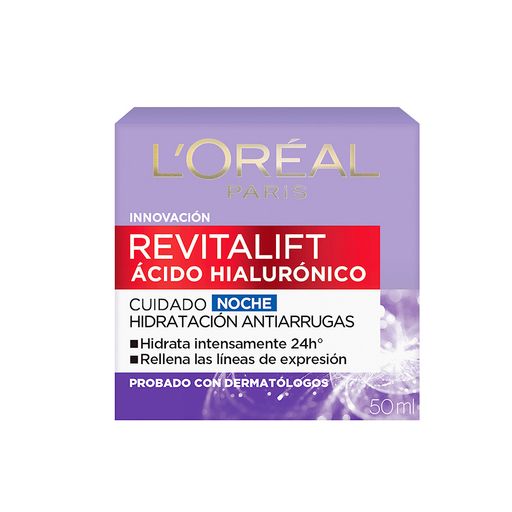 L'ORÉAL
PARIS
INNOVACIÓN
REVITALIFT
ÁCIDO HIALURÓNICO
CUIDADO NOCHE
HIDRATACIÓN ANTIARRUGAS
■Hidrata intensamente 24h°
■Rellena las líneas de expresión
PROBADO CON DERMATÓLOGOS
50ml